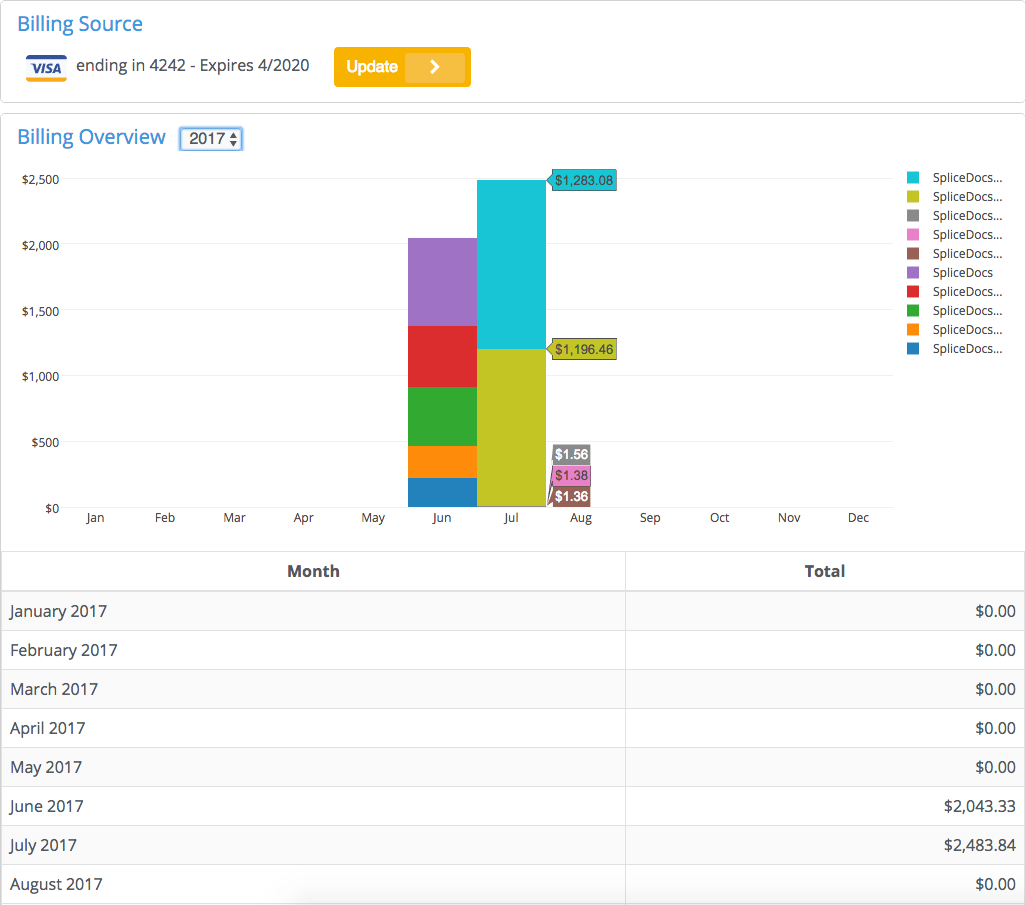 Billing Source
VISA ending in 4242 - Expires 4/2020 Update
Billing Overview 2017
$2,500
$2,000
$1,500
$1,000
$500
$0
$1,283.08
$1,196.46
$1.56
$1.38
$1.36
Jan Feb Mar Apr May Jun Jul Aug Sep Oct Nov Dec
SpliceDocs...
SpliceDocs...
SpliceDocs...
SpliceDocs...
SpliceDocs...
SpliceDocs
SpliceDocs...
SpliceDocs...
SpliceDocs...
SpliceDocs...
Month Total
January 2017 $0.00
February 2017 $0.00
March 2017 $0.00
April 2017 $0.00
May 2017 $0.00
June 2017 $2,043.33
July 2017 $2,483.84
August 2017 $0.00